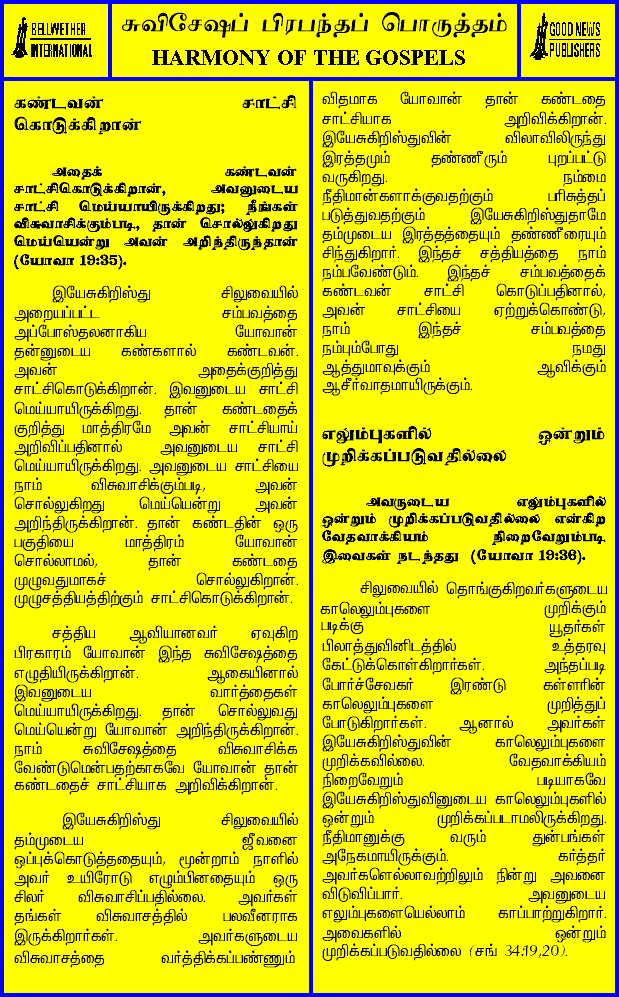 BELLWETHER
INTERNATIONAL
சுவிசேஷப் பிரபந்தப் பொருத்தம்
HARMONY OF THE GOSPELS
GOOD NEWS
PUBLISHERS
கண்டவன் சாட்சி
கொடுக்கிறான்
அதைக் கண்டவன்
சாட்சிகொடுக்கிறான், அவனுடைய
சாட்சி மெய்யாயிருக்கிறது; நீங்கள்
விசுவாசிக்கும்படி, தான் சொல்லுகிறது
மெய்யென்று அவன் அறிந்திருந்தான்
(யோவா 19:35).
இயேசுகிறிஸ்து சிலுவையில்
அறையப்பட்ட சம்பவத்தை
அப்போஸ்தலனாகிய யோவான்
தன்னுடைய கண்களால் கண்டவன்.
அவன் அதைக்குறித்து
சாட்சிகொடுக்கிறான். இவனுடைய சாட்சி
மெய்யாயிருக்கிறது. தான் கண்டதைக்
குறித்து மாத்திரமே அவன் சாட்சியாய்
அறிவிப்பதினால் அவனுடைய சாட்சி
மெய்யாயிருக்கிறது. அவனுடைய சாட்சியை
நாம் விசுவாசிக்கும்படி, அவன்
சொல்லுகிறது மெய்யென்று அவன்
அறிந்திருக்கிறான். தான் கண்டதின் ஒரு
பகுதியை மாத்திரம் யோவான்
சொல்லாமல், தான் கண்டதை
முழுவதுமாகச் சொல்லுகிறான்.
முழுசத்தியத்திற்கும் சாட்சிகொடுக்கிறான்.
சத்திய ஆவியானவர் ஏவுகிற
பிரகாரம் யோவான் இந்த சுவிசேஷத்தை
எழுதியிருக்கிறான். ஆகையினால்
இவனுடைய வார்த்தைகள்
மெய்யாயிருக்கிறது. தான் சொல்லுவது
மெய்யென்று யோவான் அறிந்திருக்கிறான்.
நாம் சுவிசேஷத்தை விசுவாசிக்க
வேண்டுமென்பதற்காகவே யோவான் தான்
கண்டதைச் சாட்சியாக அறிவிக்கிறான்.
இயேசுகிறிஸ்து சிலுவையில்
தம்முடைய ஜீவனை
ஒப்புக்கொடுத்ததையும், மூன்றாம் நாளில்
அவர் உயிரோடு எழும்பினதையும் ஒரு
சிலர் விசுவாசிப்பதில்லை. அவர்கள்
தங்கள் விசுவாசத்தில் பலவீனராக
இருக்கிறார்கள். அவர்களுடைய
விசுவாசத்தை வர்த்திக்கப்பண்ணும்
விதமாக யோவான் தான் கண்டதை
சாட்சியாக அறிவிக்கிறான்.
இயேசுகிறிஸ்துவின் விலாவிலிருந்து
இரத்தமும் தண்ணீரும் புறப்பட்டு
வருகிறது. நம்மை
நீதிமான்களாக்குவதற்கும் பரிசுத்தப்
படுத்துவதற்கும் இயேசுகிறிஸ்துதாமே
தம்முடைய இரத்தத்தையும் தண்ணீரையும்
சிந்துகிறார். இந்தச் சத்தியத்தை நாம்
நம்பவேண்டும். இந்தச் சம்பவத்தைக்
கண்டவன் சாட்சி கொடுப்பதினால்,
அவன் சாட்சியை ஏற்றுக்கொண்டு,
நாம் இந்தச் சம்பவத்தை
நம்பும்போது நமது
ஆத்துமாவுக்கும் ஆவிக்கும்
ஆசீர்வாதமாயிருக்கும்.
எலும்புகளில் ஒன்றும்
முறிக்கப்படுவதில்லை
அவருடைய எலும்புகளில்
ஒன்றும் முறிக்கப்படுவதில்லை என்கிற
வேதவாக்கியம் நிறைவேறும்படி
இவைகள் நடந்தது (யோவா 19:36).
சிலுவையில் தொங்குகிறவர்களுடைய
காலெலும்புகளை முறிக்கும்
படிக்கு யூதர்கள்
பிலாத்துவினிடத்தில் உத்தரவு
கேட்டுக்கொள்கிறார்கள். அந்தப்படி
போர்ச்சேவகர் இரண்டு கள்ளரின்
காலெலும்புகளை முறித்துப்
போடுகிறார்கள். ஆனால் அவர்கள்
இயேசுகிறிஸ்துவின் காலெலும்புகளை
முறிக்கவில்லை. வேதவாக்கியம்
நிறைவேறும் படியாகவே
இயேசுகிறிஸ்துவினுடைய காலெலும்புகளில்
ஒன்றும் முறிக்கப்படாமலிருக்கிறது.
நீதிமானுக்கு வரும் துன்பங்கள்
அநேகமாயிருக்கும். கர்த்தர்
அவர்களெல்லாவற்றிலும் நின்று அவனை
விடுவிப்பார். அவனுடைய
எலும்புகளையெல்லாம் காப்பாற்றுகிறார்.
அவைகளில் ஒன்றும்
முறிக்கப்படுவதில்லை (சங் 34:19,20).